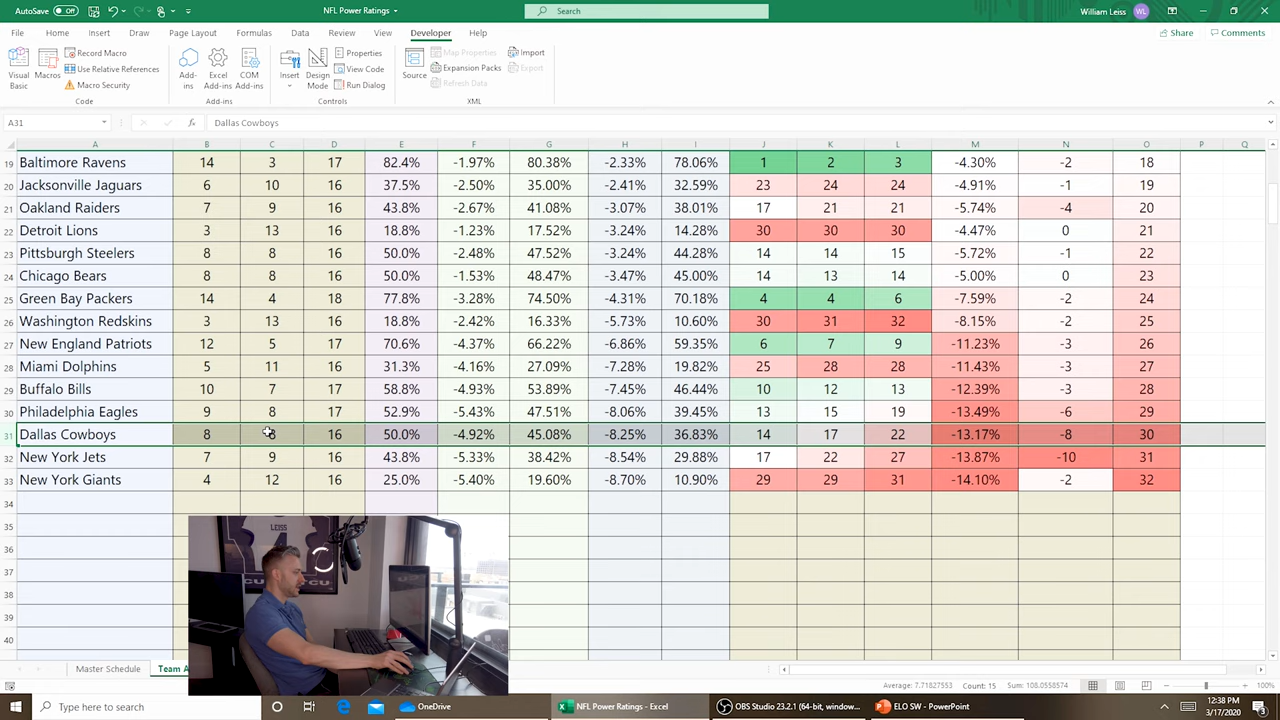 AutoSave Off NFL Power Ratings Search William Leiss WL
File Home Insert Draw Page Layout Formulas Data Review View Developer Help Share Comments
Visual Basic Macros Record Macro Use Relative References Macro Security Code
Add-ins Excel Add-ins COM Add-ins Add-ins
Insert Design Mode Properties View Code Run Dialog Controls
Source Map Properties Expansion Packs Refresh Data Import Export XML
A31 fx Dallas Cowboys
A B C D E F G H I J K L M N O P Q
19 Baltimore Ravens 14 3 17 82.4% -1.97% 80.38% -2.33% 78.06% 1 2 3 -4.30% -2 18
20 Jacksonville Jaguars 6 10 16 37.5% -2.50% 35.00% -2.41% 32.59% 23 24 24 -4.91% -1 19
21 Oakland Raiders 7 9 16 43.8% -2.67% 41.08% -3.07% 38.01% 17 21 21 -5.74% -4 20
22 Detroit Lions 3 13 16 18.8% -1.23% 17.52% -3.24% 14.28% 30 30 30 -4.47% 0 21
23 Pittsburgh Steelers 8 8 16 50.0% -2.48% 47.52% -3.24% 44.28% 14 14 15 -5.72% -1 22
24 Chicago Bears 8 8 16 50.0% -1.53% 48.47% -3.47% 45.00% 14 13 14 -5.00% 0 23
25 Green Bay Packers 14 4 18 77.8% -3.28% 74.50% -4.31% 70.18% 4 4 6 -7.59% -2 24
26 Washington Redskins 3 13 16 18.8% -2.42% 16.33% -5.73% 10.60% 30 31 32 -8.15% -2 25
27 New England Patriots 12 5 17 70.6% -4.37% 66.22% -6.86% 59.35% 6 7 9 -11.23% -3 26
28 Miami Dolphins 5 11 16 31.3% -4.16% 27.09% -7.28% 19.82% 25 28 28 -11.43% -3 27
29 Buffalo Bills 10 7 17 58.8% -4.93% 53.89% -7.45% 46.44% 10 12 13 -12.39% -3 28
30 Philadelphia Eagles 9 8 17 52.9% -5.43% 47.51% -8.06% 39.45% 13 15 19 -13.49% -6 29
31 Dallas Cowboys 8 8 16 50.0% -4.92% 45.08% -8.25% 36.83% 14 17 22 -13.17% -8 30
32 New York Jets 7 9 16 43.8% -5.33% 38.42% -8.54% 29.88% 17 22 27 -13.87% -10 31
33 New York Giants 4 12 16 25.0% -5.40% 19.60% -8.70% 10.90% 29 29 31 -14.10% -2 32
34
35
36
37
38
39
40
LEISS
TCU
Master Schedule Team A
Average: 7.71827553 Count: 15 Sum: 108.0558574 100%
Type here to search OneDrive NFL Power Ratings - Excel OBS Studio 23.2.1 (64-bit, window... ELO SW - PowerPoint 12:38 PM
3/17/2020